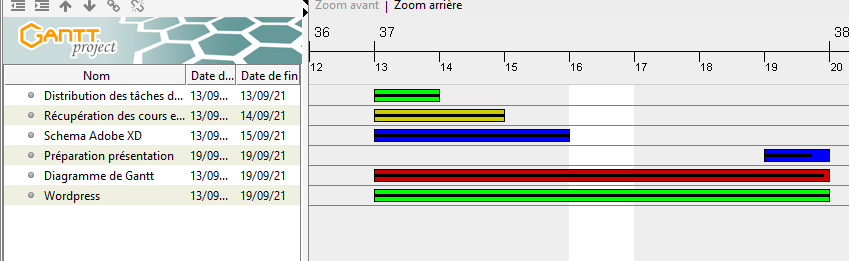 Zoom avant | Zoom arrière
GANTT
project
36 37 38
12 13 14 15 16 17 18 19 20
Nom Date d... Date de fin
Distribution des tâches d... 13/09... 13/09/21
Récupération des cours e... 13/09... 14/09/21
Schema Adobe XD 13/09... 15/09/21
Préparation présentation 19/09... 19/09/21
Diagramme de Gantt 13/09... 19/09/21
Wordpress 13/09... 19/09/21